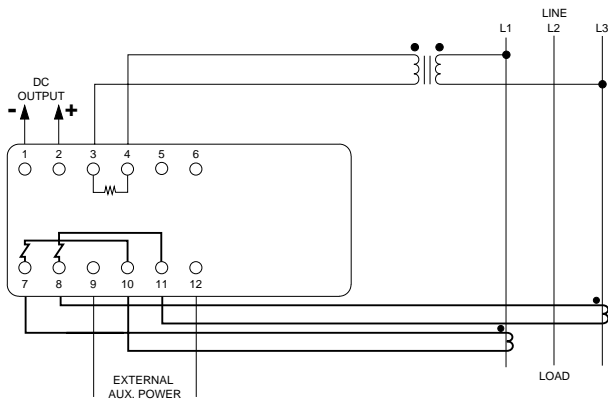 LINE
L1 L2 L3
DC
OUTPUT
- +
1 2 3 4 5 6
7 8 9 10 11 12
LOAD
EXTERNAL
AUX. POWER